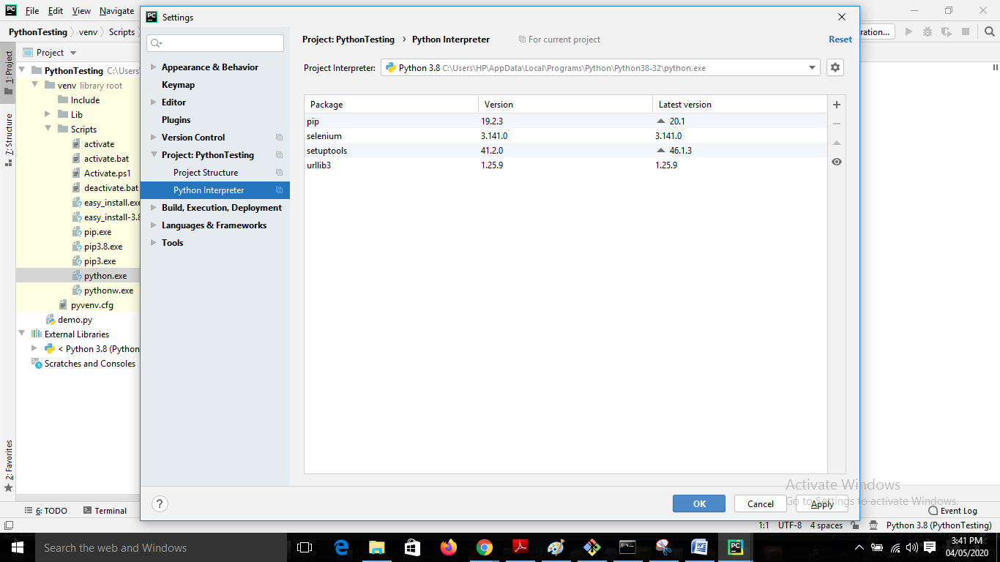 File Edit View Navigate
Settings
PythonTesting venv Scripts
ration...
Project
PythonTesting C:\Users
venv library root
Include
Lib
Scripts
activate
activate.bat
Activate.ps1
deactivate.bat
easy_install.exe
easy_install-3.8
pip.exe
pip3.8.exe
pip3.exe
python.exe
pythonw.exe
pyvenv.cfg
demo.py
External Libraries
< Python 3.8 (Python
Scratches and Consoles
1: Project
7: Structure
2: Favorites
Appearance & Behavior
Keymap
Editor
Plugins
Version Control
Project: PythonTesting
Project Structure
Python Interpreter
Build, Execution, Deployment
Languages & Frameworks
Tools
Project: PythonTesting › Python Interpreter For current project Reset
Project Interpreter: Python 3.8 C:\Users\HP\AppData\Local\Programs\Python\Python38-32\python.exe
Package Version Latest version
pip 19.2.3 20.1
selenium 3.141.0 3.141.0
setuptools 41.2.0 46.1.3
urllib3 1.25.9 1.25.9
?
OK Cancel Apply
Activate Windows
Go to Settings to activate Windows.
6: TODO Terminal Event Log
1:1 UTF-8 4 spaces Python 3.8 (PythonTesting)
Search the web and Windows
3:41 PM
04/05/2020